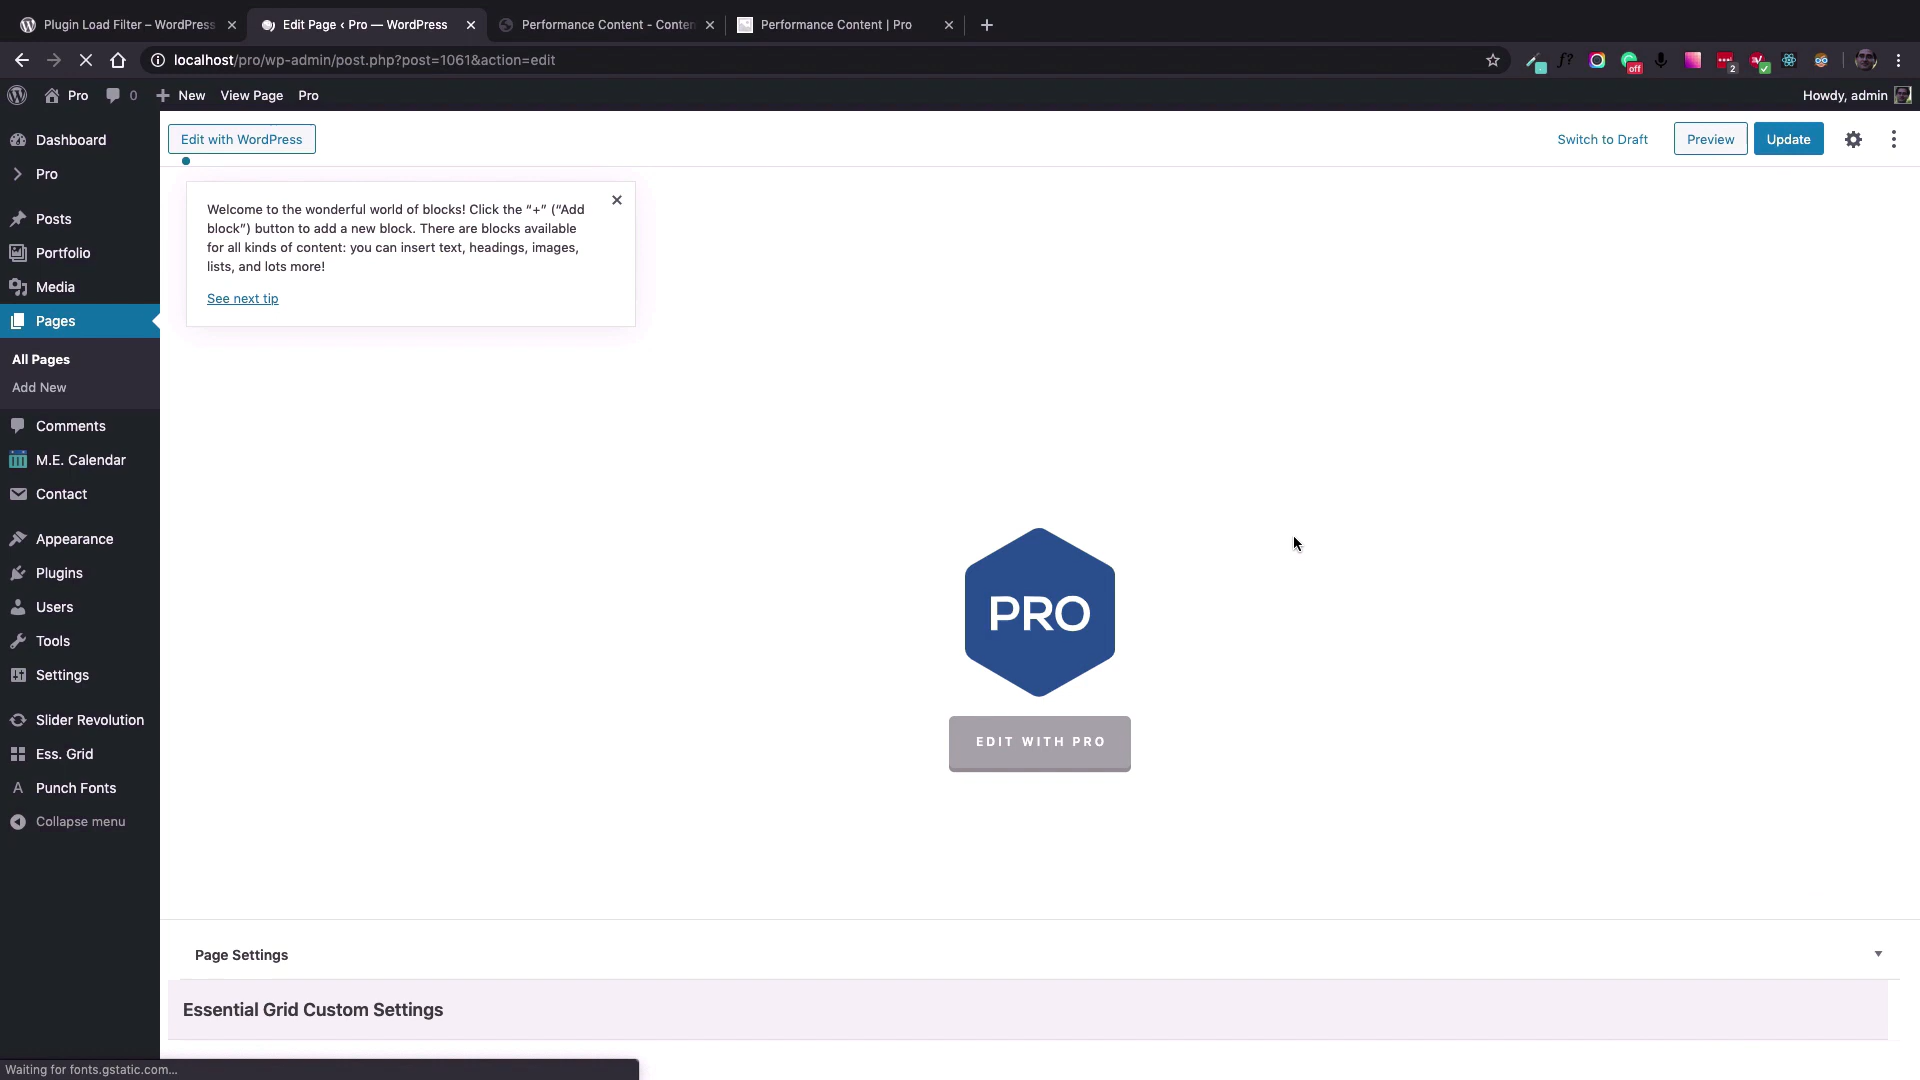 Plugin Load Filter – WordPress
Edit Page ‹ Pro — WordPress
Performance Content - Conten
Performance Content | Pro
localhost/pro/wp-admin/post.php?post=1061&action=edit
f?
off
2
Pro
0
New
View Page
Pro
Howdy, admin
Dashboard
Pro
Posts
Portfolio
Media
Pages
All Pages
Add New
Comments
M.E. Calendar
Contact
Appearance
Plugins
Users
Tools
Settings
Slider Revolution
Ess. Grid
Punch Fonts
Collapse menu
Edit with WordPress
Switch to Draft
Preview
Update
Welcome to the wonderful world of blocks! Click the “+” (“Add
block”) button to add a new block. There are blocks available
for all kinds of content: you can insert text, headings, images,
lists, and lots more!
See next tip
PRO
EDIT WITH PRO
Page Settings
Essential Grid Custom Settings
Waiting for fonts.gstatic.com...